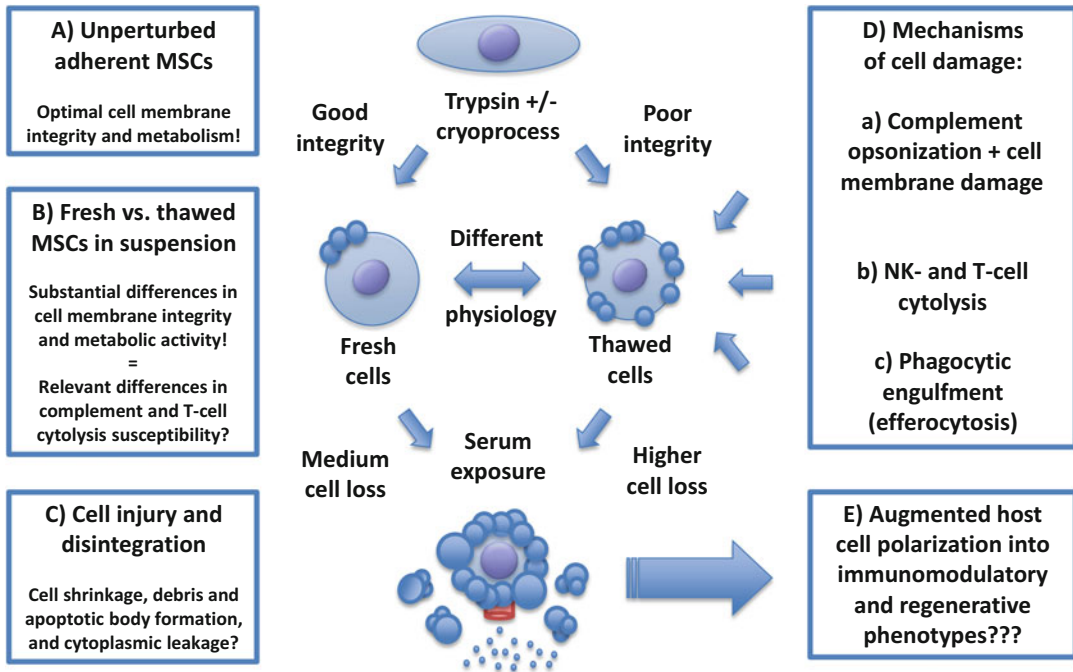 A) Unperturbed
adherent MSCs
Optimal cell membrane
integrity and metabolism!
B) Fresh vs. thawed
MSCs in suspension
Substantial differences in
cell membrane integrity
and metabolic activity!
=
Relevant differences in
complement and T-cell
cytolysis susceptibility?
C) Cell injury and
disintegration
Cell shrinkage, debris and
apoptotic body formation,
and cytoplasmic leakage?
Trypsin +/-
cryoprocess
Good
integrity
Poor
integrity
Different
physiology
Fresh
cells
Thawed
cells
Serum
exposure
Medium
cell loss
Higher
cell loss
D) Mechanisms
of cell damage:
a) Complement
opsonization + cell
membrane damage
b) NK- and T-cell
cytolysis
c) Phagocytic
engulfment
(efferocytosis)
E) Augmented host
cell polarization into
immunomodulatory
and regenerative
phenotypes???